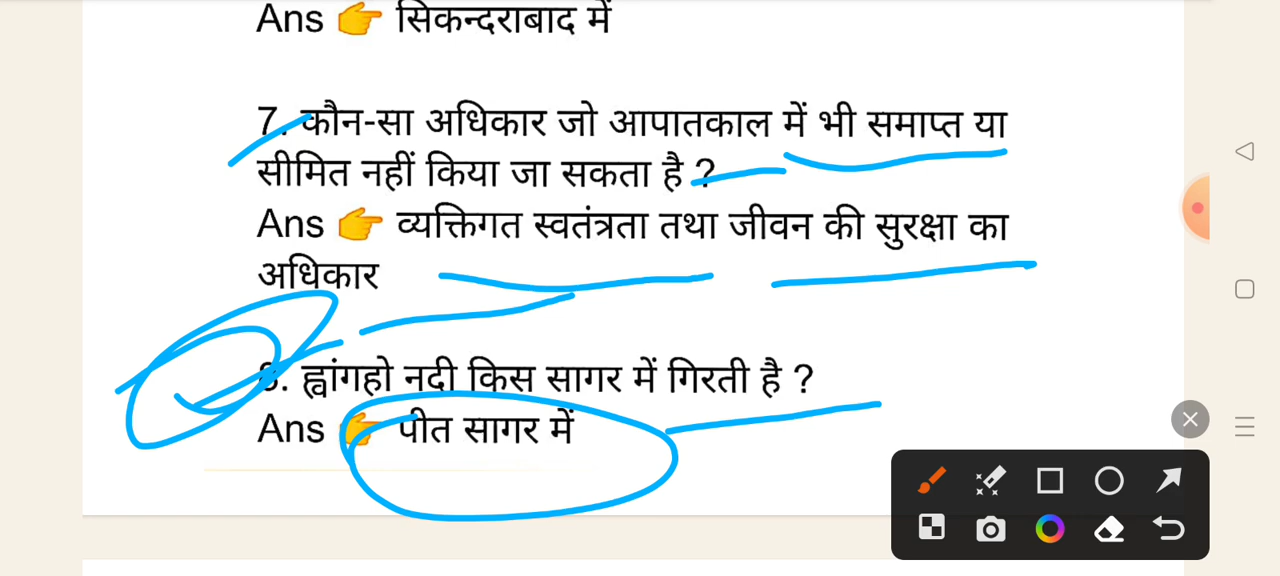 Ans 👉 सिकन्दराबाद में
7. कौन-सा अधिकार जो आपातकाल में भी समाप्त या
सीमित नहीं किया जा सकता है ?
Ans 👉 व्यक्तिगत स्वतंत्रता तथा जीवन की सुरक्षा का
अधिकार
8. ह्वांगहो नदी किस सागर में गिरती है ?
Ans 👉 पीत सागर में